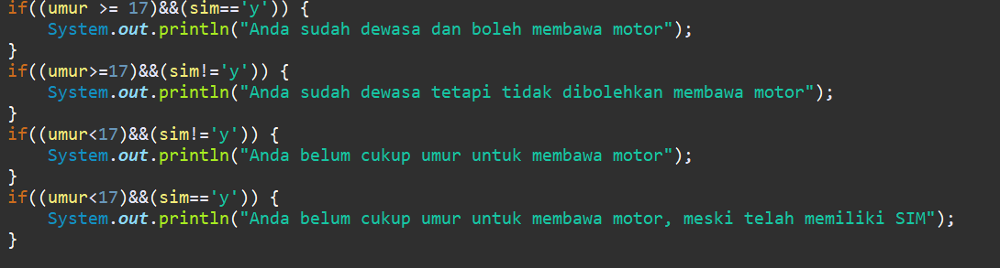 if((umur >= 17)&&(sim=='y')) {
    System.out.println("Anda sudah dewasa dan boleh membawa motor");
}
if((umur>=17)&&(sim!='y')) {
    System.out.println("Anda sudah dewasa tetapi tidak dibolehkan membawa motor");
}
if((umur<17)&&(sim!='y')) {
    System.out.println("Anda belum cukup umur untuk membawa motor");
}
if((umur<17)&&(sim=='y')) {
    System.out.println("Anda belum cukup umur untuk membawa motor, meski telah memiliki SIM");
}